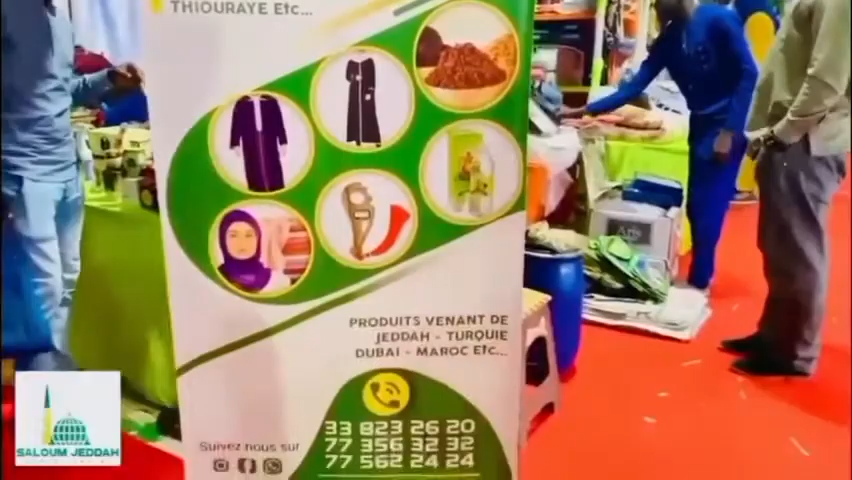 THIOURAYE Etc...
PRODUITS VENANT DE
JEDDAH - TURQUIE
DUBAI - MAROC Etc...
33 823 26 20
77 356 32 32
77 562 24 24
Suivez nous sur
SALOUM JEDDAH